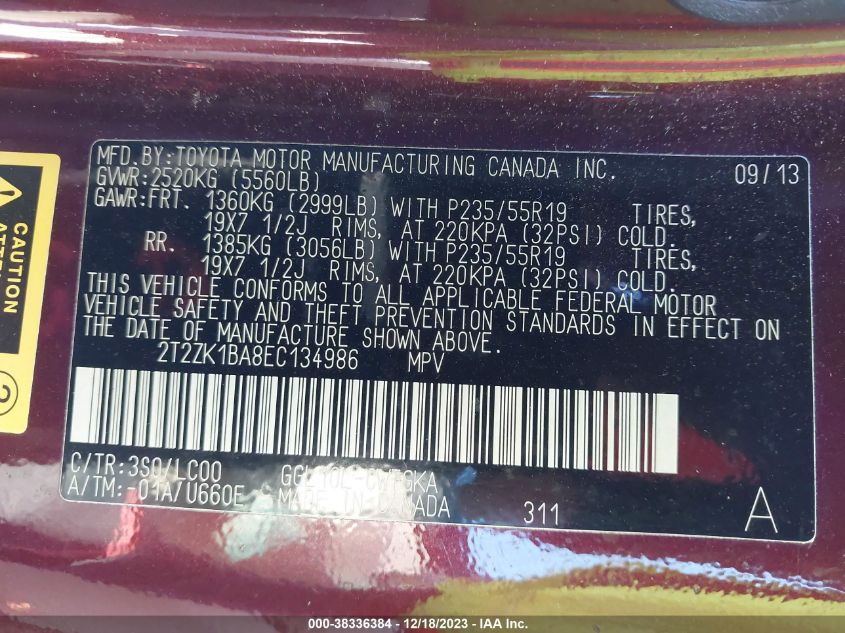 MFD.BY:TOYOTA MOTOR MANUFACTURING CANADA INC. 09/13
GVWR:2520KG (5560LB)
GAWR:FRT. 1360KG (2999LB) WITH P235/55R19 TIRES,
19X7 1/2J RIMS, AT 220KPA (32PSI) COLD.
RR. 1385KG (3056LB) WITH P235/55R19 TIRES,
19X7 1/2J RIMS, AT 220KPA (32PSI) COLD.
THIS VEHICLE CONFORMS TO ALL APPLICABLE FEDERAL MOTOR
VEHICLE SAFETY AND THEFT PREVENTION STANDARDS IN EFFECT ON
THE DATE OF MANUFACTURE SHOWN ABOVE.
2T2ZK1BA8EC134986 MPV
C/TR:3S0/LC00
A/TM:-01A/U660E MADE IN CANADA 311 A
CAUTION
2
000-38336384 - 12/18/2023 - IAA Inc.